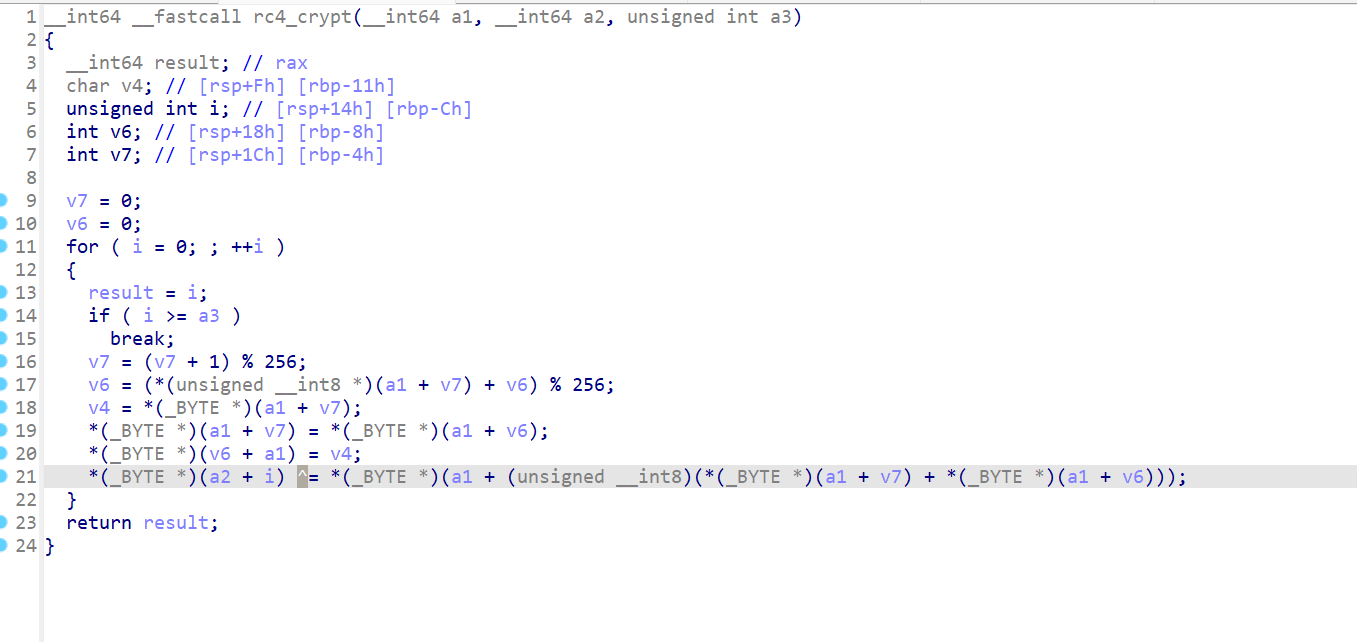 1 __int64 __fastcall rc4_crypt(__int64 a1, __int64 a2, unsigned int a3)
2 {
3   __int64 result; // rax
4   char v4; // [rsp+Fh] [rbp-11h]
5   unsigned int i; // [rsp+14h] [rbp-Ch]
6   int v6; // [rsp+18h] [rbp-8h]
7   int v7; // [rsp+1Ch] [rbp-4h]
8
9   v7 = 0;
10   v6 = 0;
11   for ( i = 0; ; ++i )
12   {
13     result = i;
14     if ( i >= a3 )
15       break;
16     v7 = (v7 + 1) % 256;
17     v6 = (*(unsigned __int8 *)(a1 + v7) + v6) % 256;
18     v4 = *(_BYTE *)(a1 + v7);
19     *(_BYTE *)(a1 + v7) = *(_BYTE *)(a1 + v6);
20     *(_BYTE *)(v6 + a1) = v4;
21     *(_BYTE *)(a2 + i) ^= *(_BYTE *)(a1 + (unsigned __int8)(*(_BYTE *)(a1 + v7) + *(_BYTE *)(a1 + v6)));
22   }
23   return result;
24 }